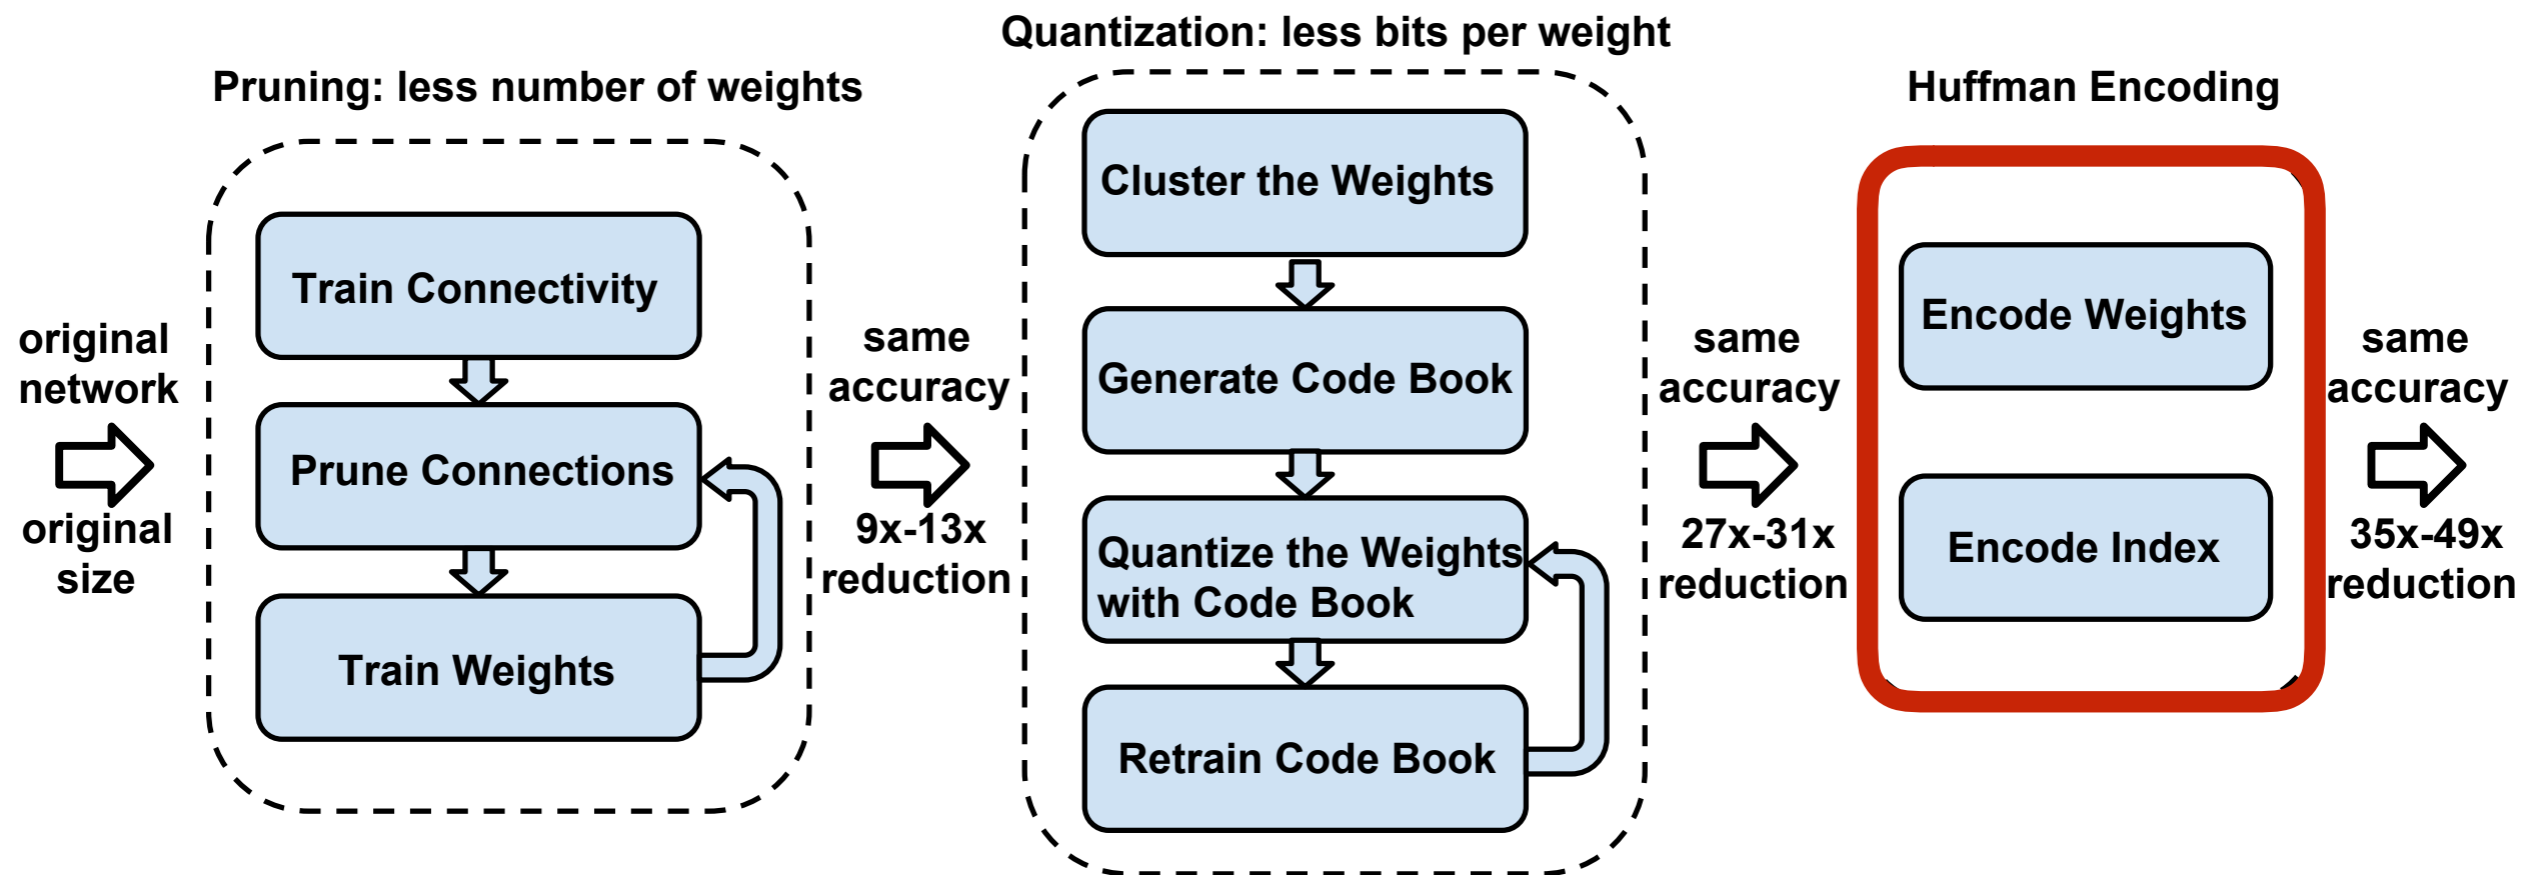 original
network
original
size
Pruning: less number of weights
Train Connectivity
Prune Connections
Train Weights
same
accuracy
9x-13x
reduction
Quantization: less bits per weight
Cluster the Weights
Generate Code Book
Quantize the Weights
with Code Book
Retrain Code Book
same
accuracy
27x-31x
reduction
Huffman Encoding
Encode Weights
Encode Index
same
accuracy
35x-49x
reduction